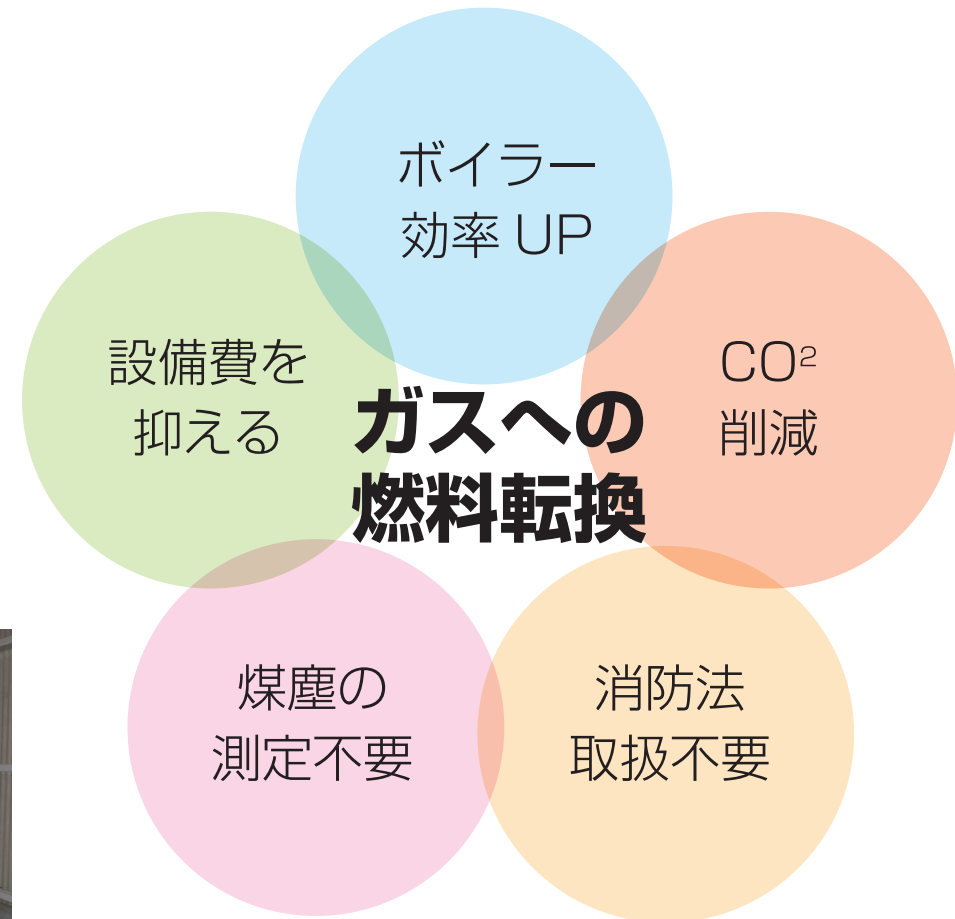 ボイラー
効率 UP
設備費を
抑える
CO²
削減
ガスへの
燃料転換
煤塵の
測定不要
消防法
取扱不要